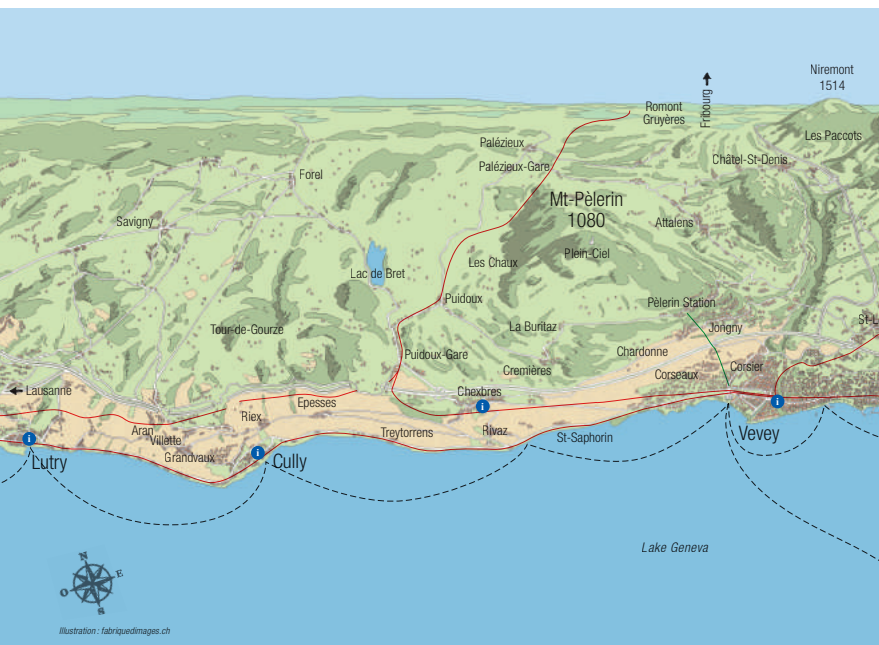 Niremont
1514
Fribourg
Romont
Gruyères
Les Paccots
Palézieux
Châtel-St-Denis
Palézieux-Gare
Forel
Mt-Pèlerin
1080
Savigny
Attalens
Plein-Ciel
Les Chaux
Lac de Bret
Puidoux
Pèlerin Station
Tour-de-Gourze
La Buritaz
Jongny
St-L
Puidoux-Gare
Chardonne
Cremières
Corseaux
Corsier
Lausanne
Chexbres
Epesses
Riex
Aran
Villette
Treytorrens
Rivaz
St-Saphorin
Vevey
Grandvaux
Lutry
Cully
i
i
i
i
Lake Geneva
N
E
O
S
Illustration : fabriquedimages.ch